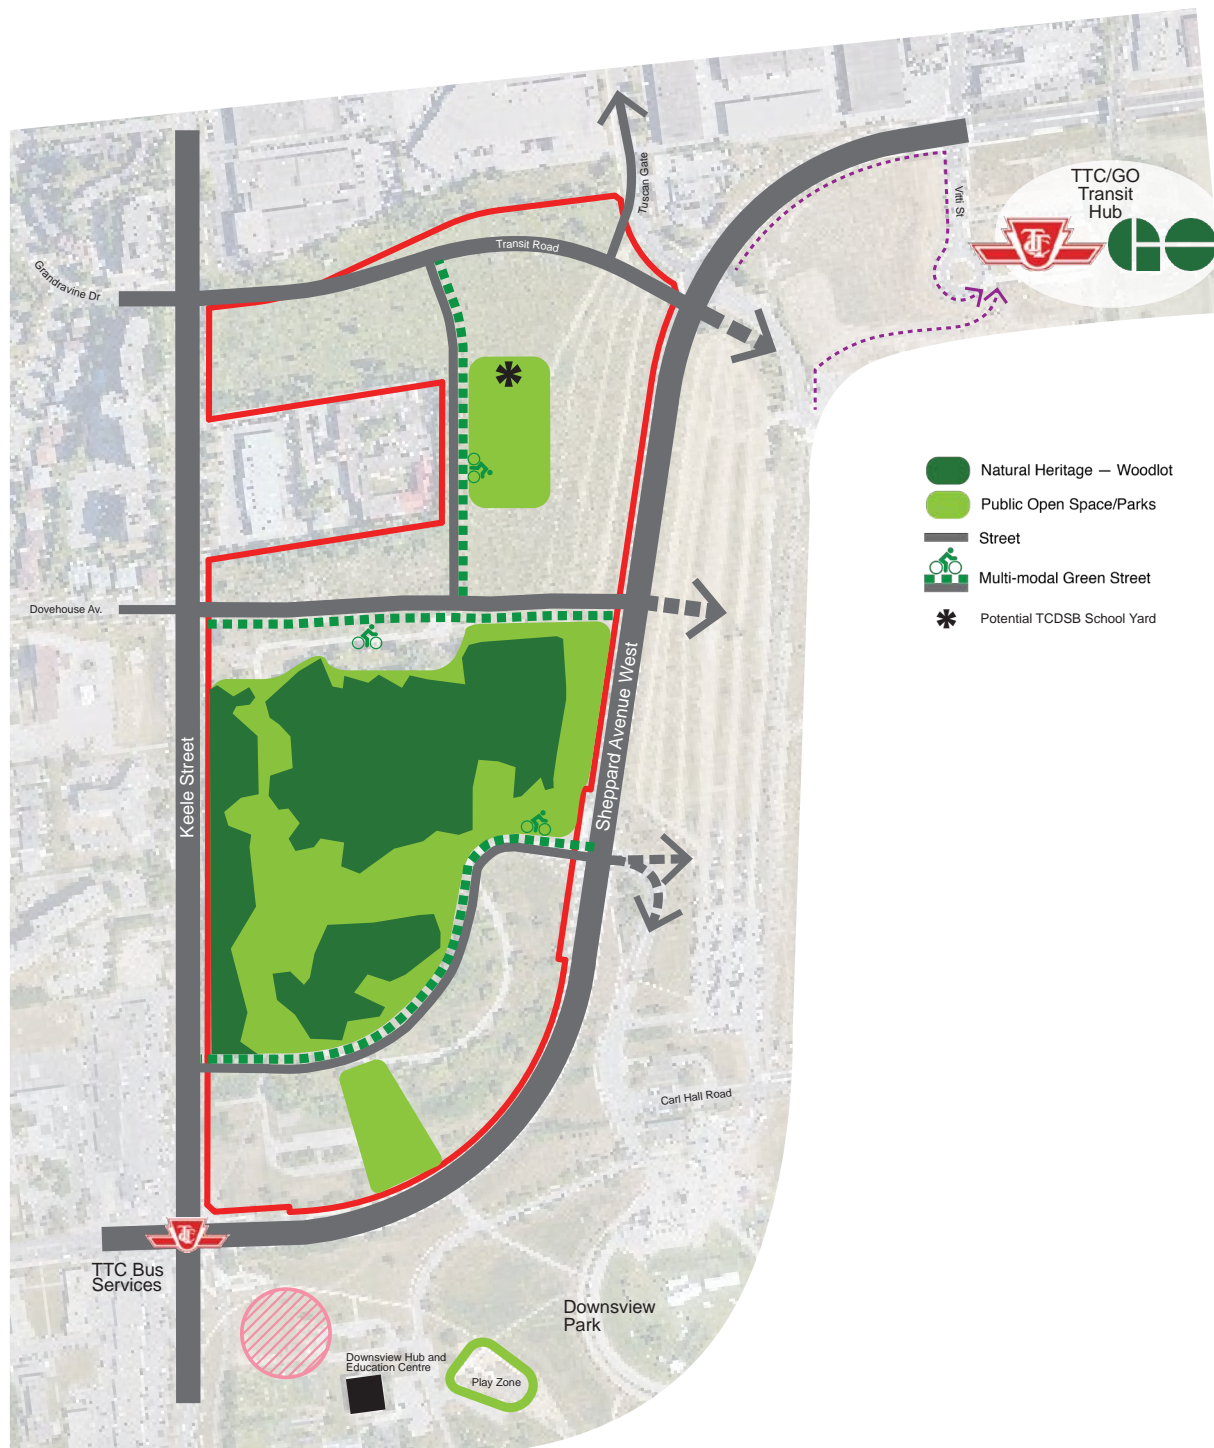 Tuscan Gate
TTC/GO
Transit
Hub
Vitti St
Transit Road
Grandravine Dr
Natural Heritage — Woodlot
Public Open Space/Parks
Street
Multi-modal Green Street
Potential TCDSB School Yard
Dovehouse Av.
Keele Street
Sheppard Avenue West
Carl Hall Road
TTC Bus
Services
Downsview
Park
Downsview Hub and
Education Centre
Play Zone